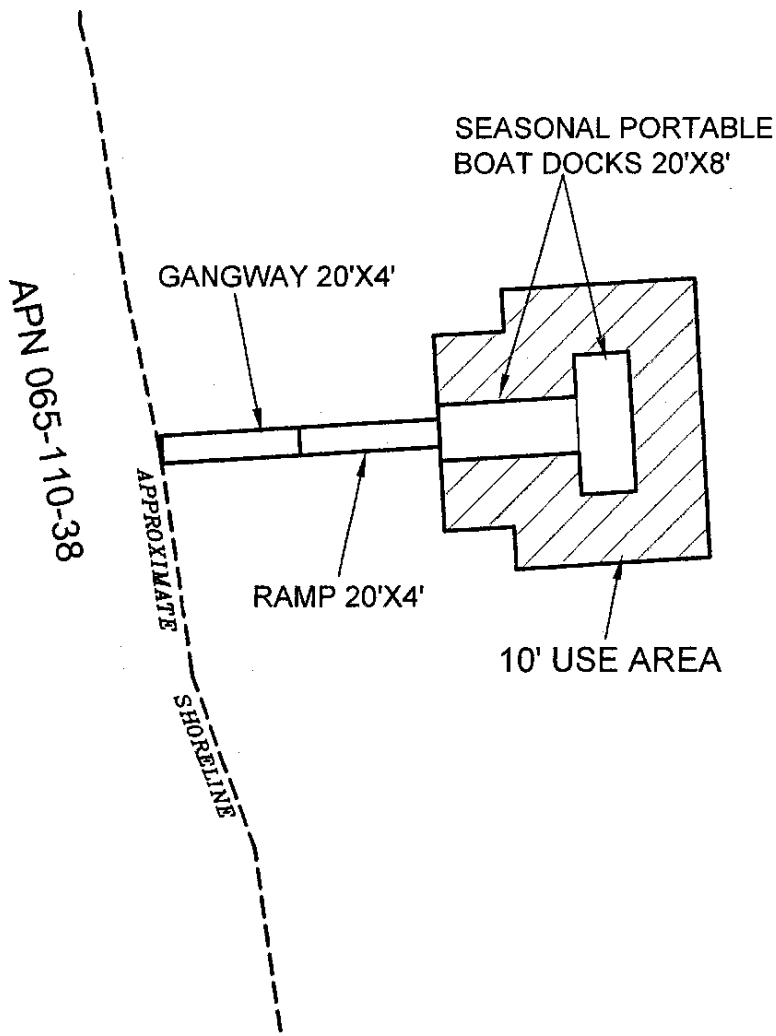 SEASONAL PORTABLE
BOAT DOCKS 20'X8'
GANGWAY 20'X4'
APN 065-110-38
APPROXIMATE
SHORELINE
RAMP 20'X4'
10' USE AREA